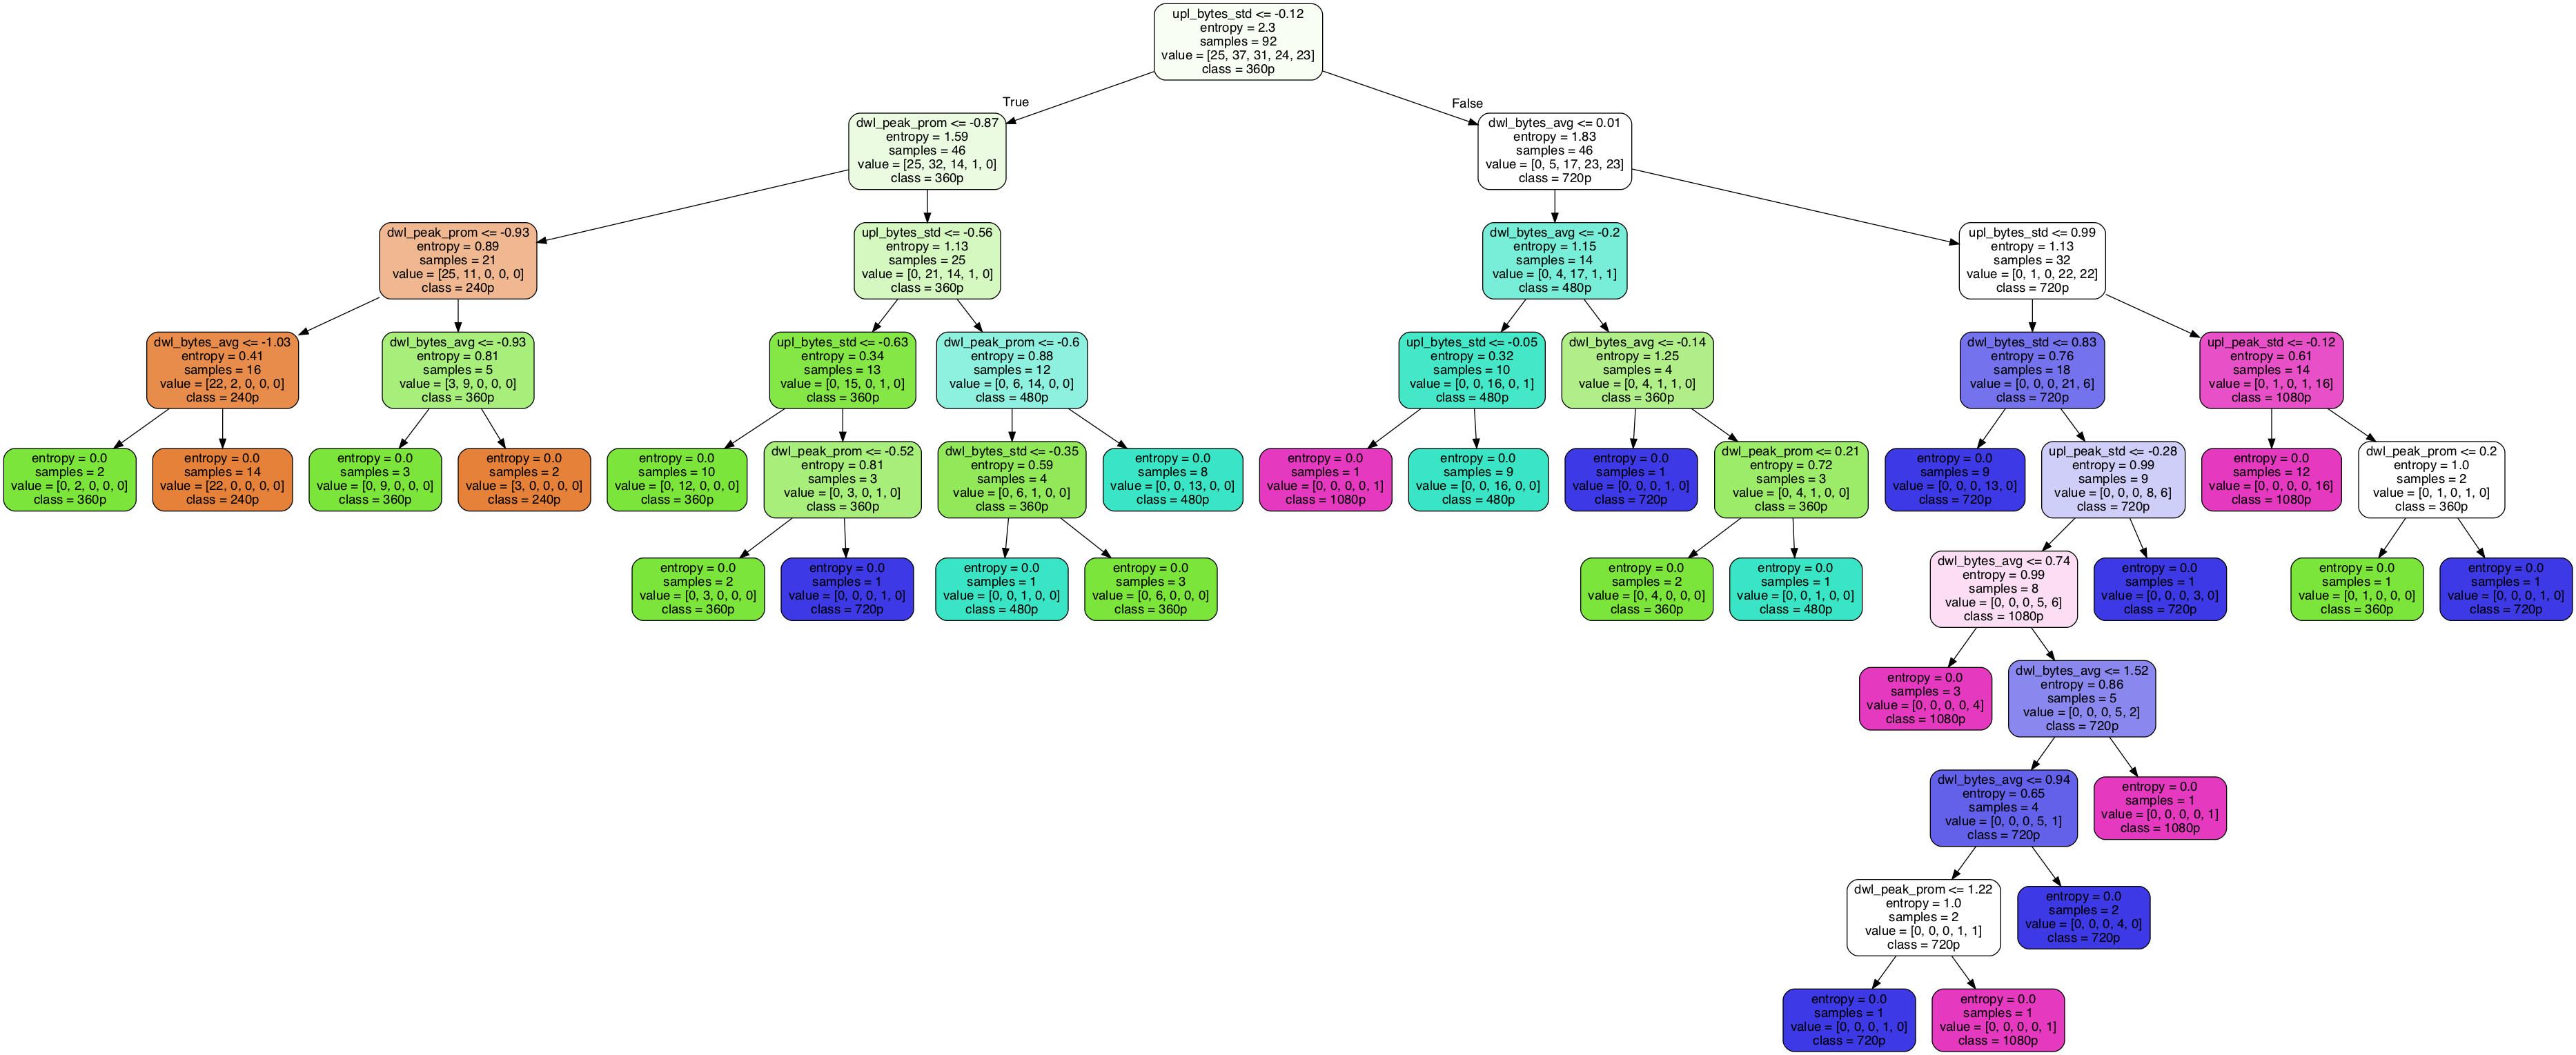 upl_bytes_std <= -0.12
entropy = 2.3
samples = 92
value = [25, 37, 31, 24, 23]
class = 360p
True
False
dwl_peak_prom <= -0.87
entropy = 1.59
samples = 46
value = [25, 32, 14, 1, 0]
class = 360p
dwl_bytes_avg <= 0.01
entropy = 1.83
samples = 46
value = [0, 5, 17, 23, 23]
class = 720p
dwl_peak_prom <= -0.93
entropy = 0.89
samples = 21
value = [25, 11, 0, 0, 0]
class = 240p
upl_bytes_std <= -0.56
entropy = 1.13
samples = 25
value = [0, 21, 14, 1, 0]
class = 360p
dwl_bytes_avg <= -0.2
entropy = 1.15
samples = 14
value = [0, 4, 17, 1, 1]
class = 480p
upl_bytes_std <= 0.99
entropy = 1.13
samples = 32
value = [0, 1, 0, 22, 22]
class = 720p
dwl_bytes_avg <= -1.03
entropy = 0.41
samples = 16
value = [22, 2, 0, 0, 0]
class = 240p
dwl_bytes_avg <= -0.93
entropy = 0.81
samples = 5
value = [3, 9, 0, 0, 0]
class = 360p
upl_bytes_std <= -0.63
entropy = 0.34
samples = 13
value = [0, 15, 0, 1, 0]
class = 360p
dwl_peak_prom <= -0.6
entropy = 0.88
samples = 12
value = [0, 6, 14, 0, 0]
class = 480p
upl_bytes_std <= -0.05
entropy = 0.32
samples = 10
value = [0, 0, 16, 0, 1]
class = 480p
dwl_bytes_avg <= -0.14
entropy = 1.25
samples = 4
value = [0, 4, 1, 1, 0]
class = 360p
dwl_bytes_std <= 0.83
entropy = 0.76
samples = 18
value = [0, 0, 0, 21, 6]
class = 720p
upl_peak_std <= -0.12
entropy = 0.61
samples = 14
value = [0, 1, 0, 1, 16]
class = 1080p
entropy = 0.0
samples = 2
value = [0, 2, 0, 0, 0]
class = 360p
entropy = 0.0
samples = 14
value = [22, 0, 0, 0, 0]
class = 240p
entropy = 0.0
samples = 3
value = [0, 9, 0, 0, 0]
class = 360p
entropy = 0.0
samples = 2
value = [3, 0, 0, 0, 0]
class = 240p
entropy = 0.0
samples = 10
value = [0, 12, 0, 0, 0]
class = 360p
dwl_peak_prom <= -0.52
entropy = 0.81
samples = 3
value = [0, 3, 0, 1, 0]
class = 360p
dwl_bytes_std <= -0.35
entropy = 0.59
samples = 4
value = [0, 6, 1, 0, 0]
class = 360p
entropy = 0.0
samples = 8
value = [0, 0, 13, 0, 0]
class = 480p
entropy = 0.0
samples = 1
value = [0, 0, 0, 0, 1]
class = 1080p
entropy = 0.0
samples = 9
value = [0, 0, 16, 0, 0]
class = 480p
entropy = 0.0
samples = 1
value = [0, 0, 0, 1, 0]
class = 720p
dwl_peak_prom <= 0.21
entropy = 0.72
samples = 3
value = [0, 4, 1, 0, 0]
class = 360p
entropy = 0.0
samples = 9
value = [0, 0, 0, 13, 0]
class = 720p
upl_peak_std <= -0.28
entropy = 0.99
samples = 9
value = [0, 0, 0, 8, 6]
class = 720p
entropy = 0.0
samples = 12
value = [0, 0, 0, 0, 16]
class = 1080p
dwl_peak_prom <= 0.2
entropy = 1.0
samples = 2
value = [0, 1, 0, 1, 0]
class = 360p
entropy = 0.0
samples = 2
value = [0, 3, 0, 0, 0]
class = 360p
entropy = 0.0
samples = 1
value = [0, 0, 0, 1, 0]
class = 720p
entropy = 0.0
samples = 1
value = [0, 0, 1, 0, 0]
class = 480p
entropy = 0.0
samples = 3
value = [0, 6, 0, 0, 0]
class = 360p
entropy = 0.0
samples = 2
value = [0, 4, 0, 0, 0]
class = 360p
entropy = 0.0
samples = 1
value = [0, 0, 1, 0, 0]
class = 480p
dwl_bytes_avg <= 0.74
entropy = 0.99
samples = 8
value = [0, 0, 0, 5, 6]
class = 1080p
entropy = 0.0
samples = 1
value = [0, 0, 0, 3, 0]
class = 720p
entropy = 0.0
samples = 1
value = [0, 1, 0, 0, 0]
class = 360p
entropy = 0.0
samples = 1
value = [0, 0, 0, 1, 0]
class = 720p
entropy = 0.0
samples = 3
value = [0, 0, 0, 0, 4]
class = 1080p
dwl_bytes_avg <= 1.52
entropy = 0.86
samples = 5
value = [0, 0, 0, 5, 2]
class = 720p
dwl_bytes_avg <= 0.94
entropy = 0.65
samples = 4
value = [0, 0, 0, 5, 1]
class = 720p
entropy = 0.0
samples = 1
value = [0, 0, 0, 0, 1]
class = 1080p
dwl_peak_prom <= 1.22
entropy = 1.0
samples = 2
value = [0, 0, 0, 1, 1]
class = 720p
entropy = 0.0
samples = 2
value = [0, 0, 0, 4, 0]
class = 720p
entropy = 0.0
samples = 1
value = [0, 0, 0, 1, 0]
class = 720p
entropy = 0.0
samples = 1
value = [0, 0, 0, 0, 1]
class = 1080p